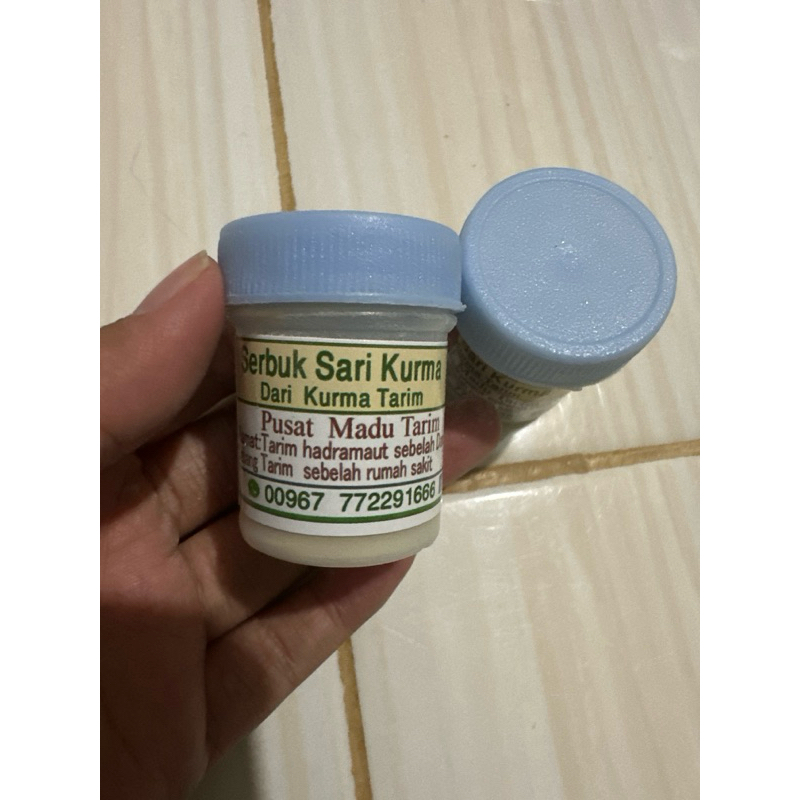 Serbuk Sari Kurma
Dari Kurma Tarim
Pusat Madu Tarim
Tarim hadramaut sebelah
Tarim sebelah rumah sakit
00967 772291666